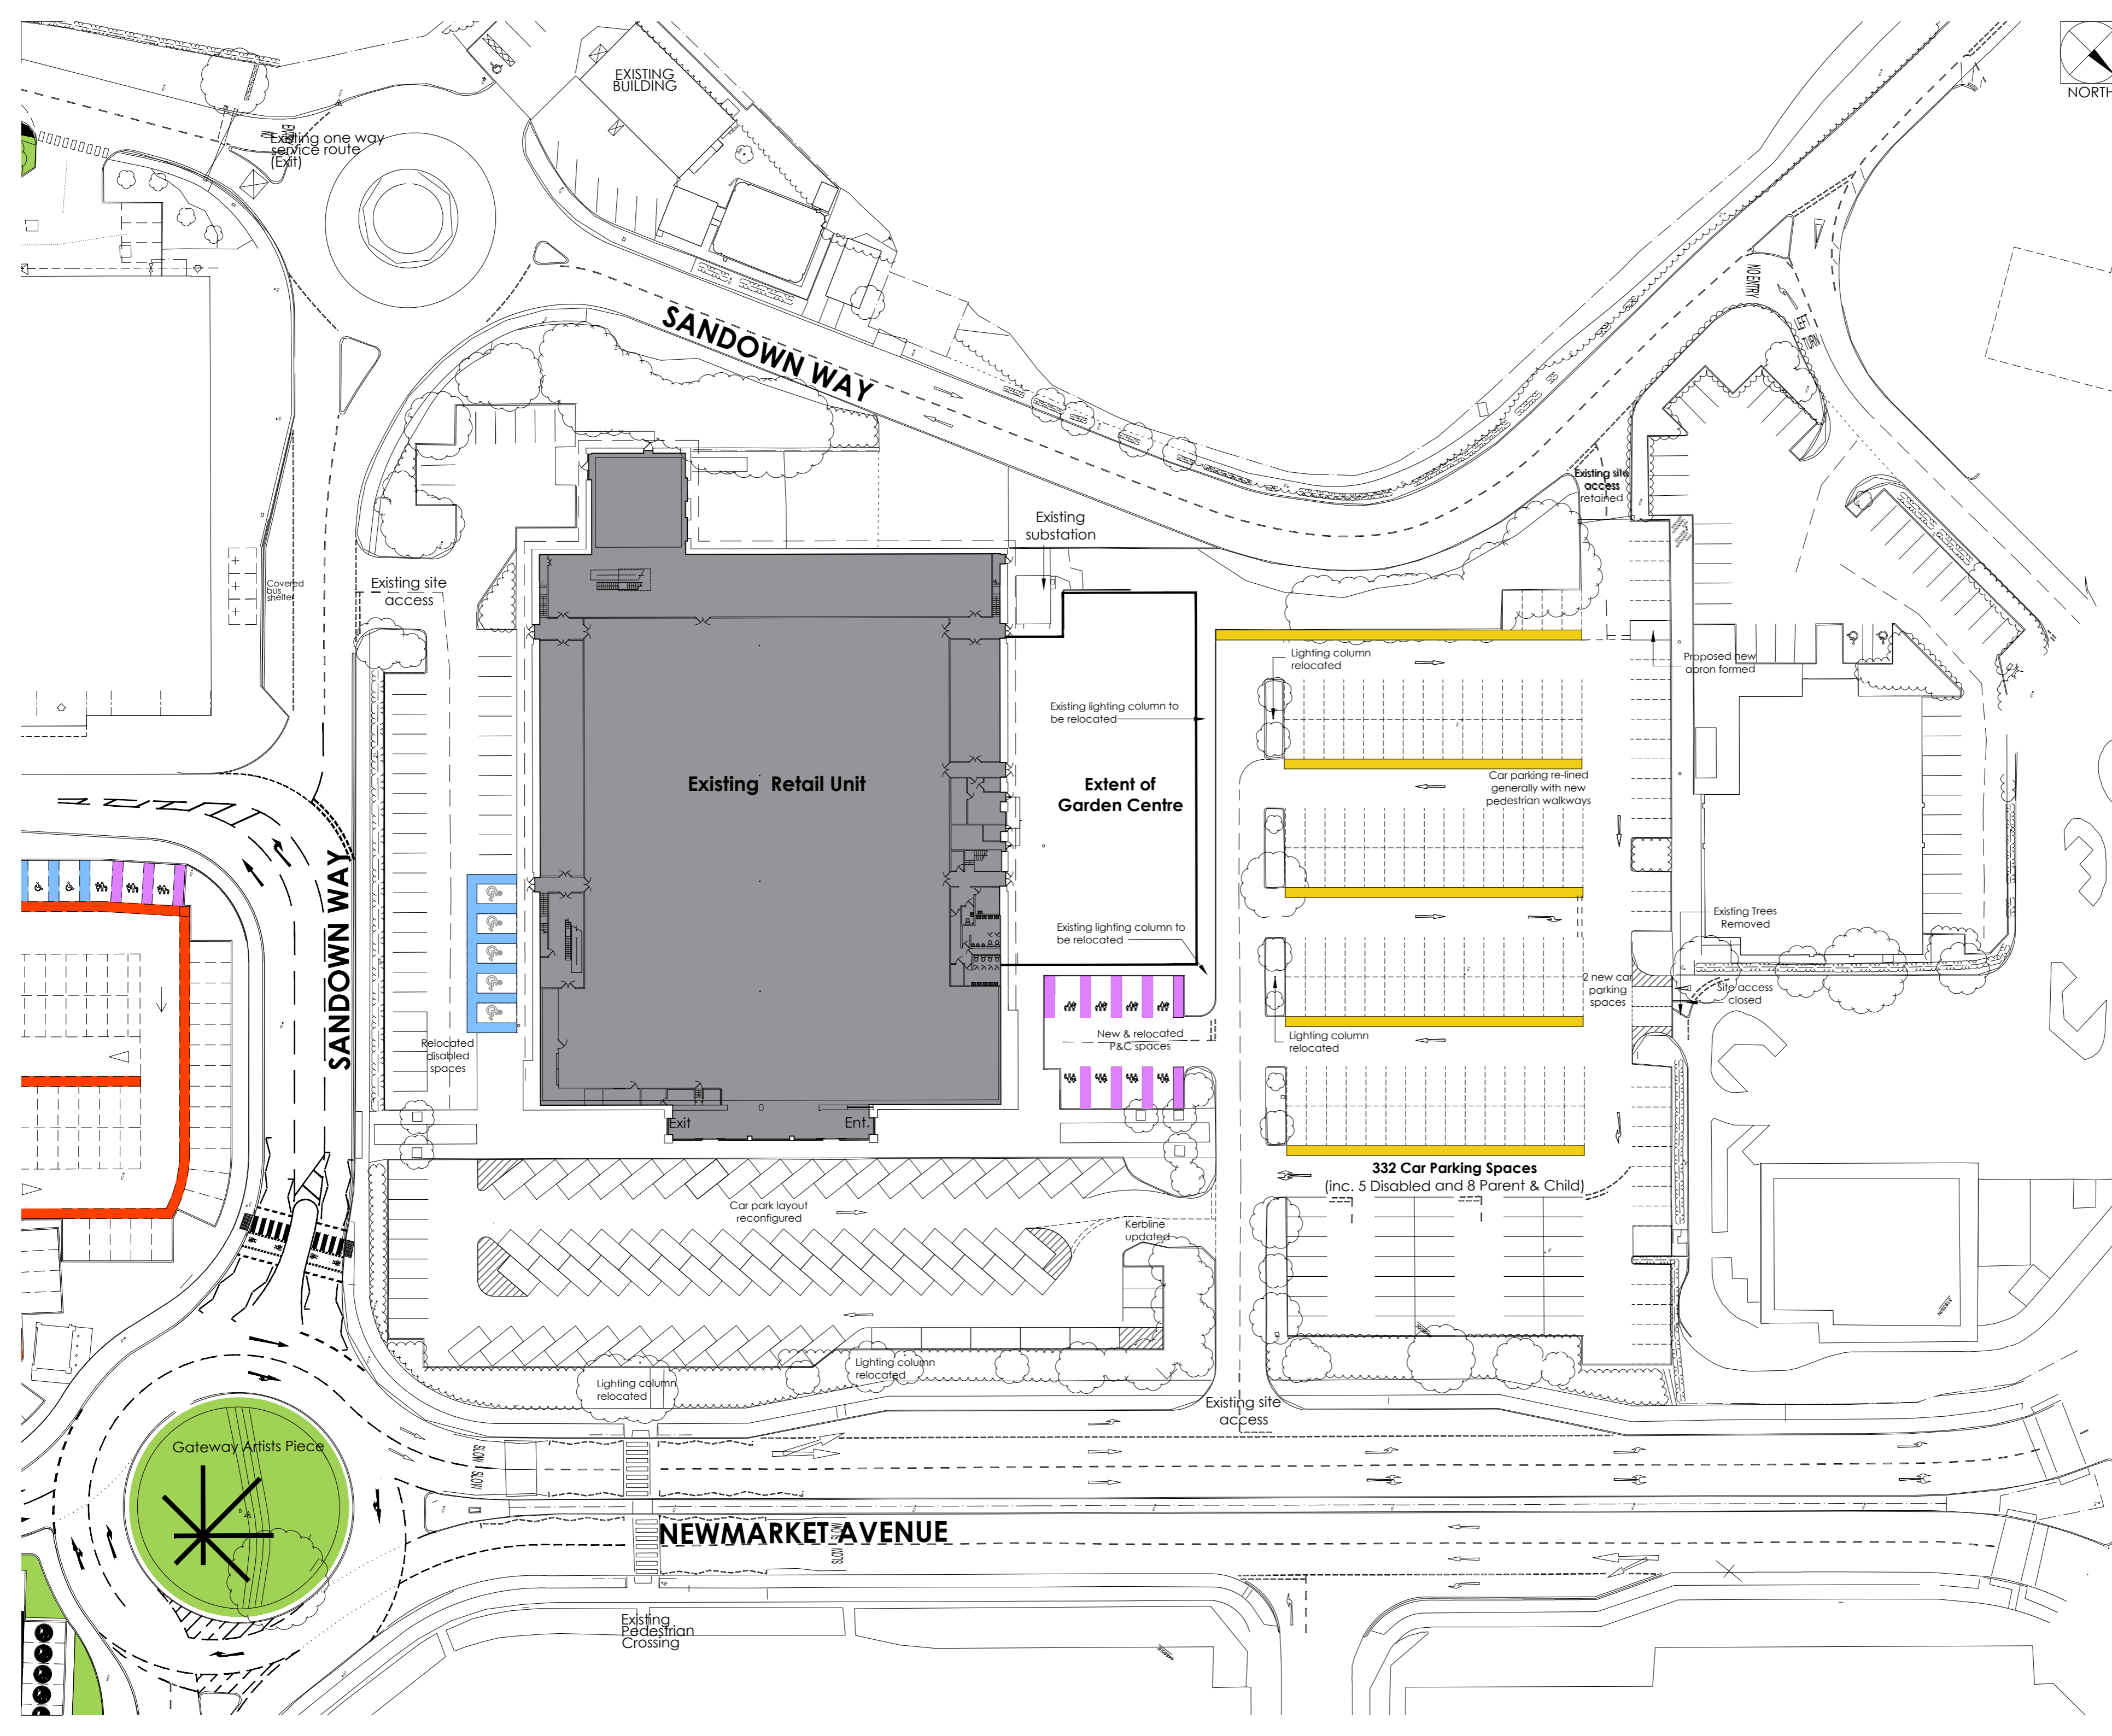 EXISTING
BUILDING
NORTH
Existing one way
service route
(Exit)
SANDOWN WAY
NO ENTRY
LEFT
TURN
Existing site
access
retained
Existing
substation
Covered
bus
shelter
Existing site
access
Lighting column
relocated
Proposed new
apron formed
Existing lighting column to
be relocated
Existing Retail Unit
Extent of
Garden Centre
Car parking re-lined
generally with new
pedestrian walkways
SANDOWN WAY
Existing lighting column to
be relocated
Existing Trees
Removed
2 new car
parking
spaces
Site access
closed
Relocated
disabled
spaces
New & relocated
P&C spaces
Lighting column
relocated
Exit
Ent.
332 Car Parking Spaces
(inc. 5 Disabled and 8 Parent & Child)
Car park layout
reconfigured
Kerbline
updated
Lighting column
relocated
Lighting column
relocated
Existing site
access
Gateway Artists Piece
SLOW
SLOW
NEWMARKET AVENUE
Existing
Pedestrian
Crossing